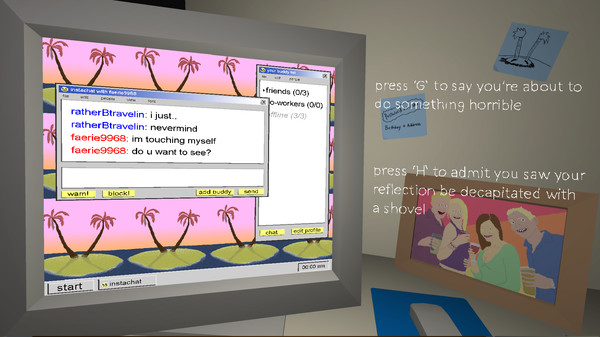 instachat with faerie9968
ratherBtravelin: i just..
ratherBtravelin: nevermind
faerie9968: im touching myself
faerie9968: do u want to see?
warn!
block!
add buddy
send
your buddy list
friends (0/3)
co-workers (0/0)
offline (3/3)
chat
edit profile
press 'G' to say you're about to
do something horrible
press 'H' to admit you saw your
reflection be decapitated with
a shovel
start
instachat
00:00 am